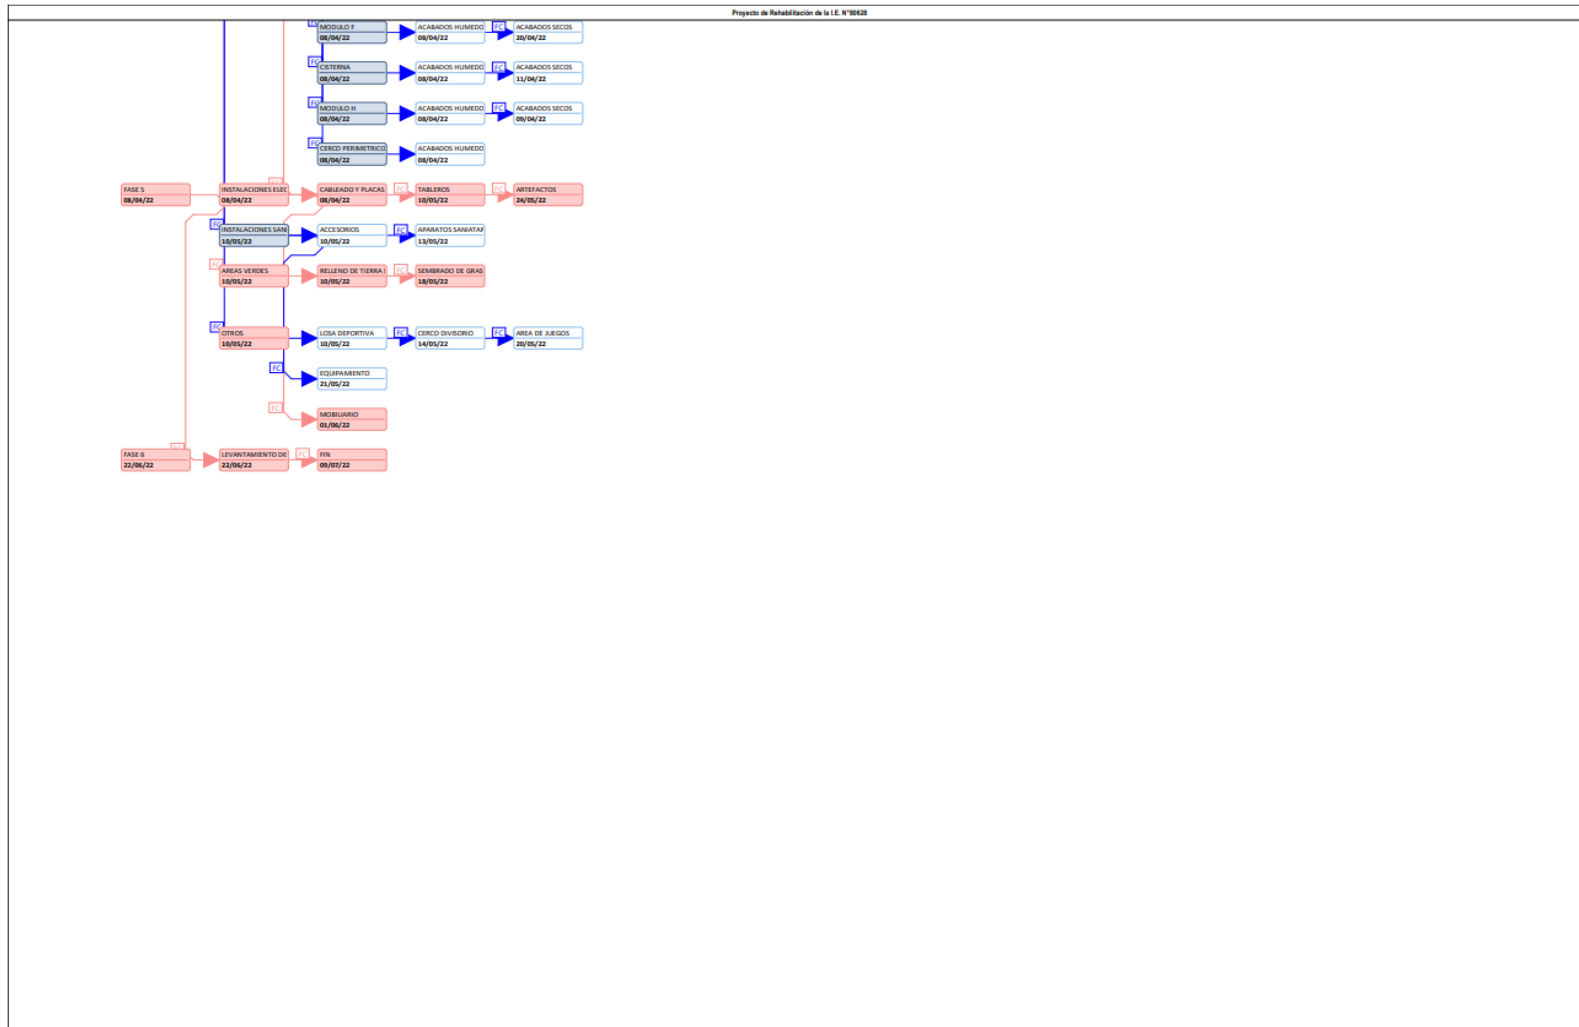 Proyecto de Rehabilitación de la I.E. N°80628
FC
MODULO F
08/04/22
ACABADOS HUMEDO
08/04/22
FC
ACABADOS SECOS
20/04/22
FC
CISTERNA
08/04/22
ACABADOS HUMEDO
08/04/22
FC
ACABADOS SECOS
11/04/22
FC
MODULO H
08/04/22
ACABADOS HUMEDO
08/04/22
FC
ACABADOS SECOS
09/04/22
FC
CERCO PERIMETRICO
08/04/22
ACABADOS HUMEDO
08/04/22
FC
FASE 5
08/04/22
INSTALACIONES ELEC
08/04/22
CABLEADO Y PLACAS
08/04/22
FC
TABLEROS
10/05/22
FC
ARTEFACTOS
24/05/22
FC
INSTALACIONES SANI
10/05/22
ACCESORIOS
10/05/22
FC
APARATOS SANIATAR
13/05/22
FC
AREAS VERDES
10/05/22
RELLENO DE TIERRA
10/05/22
FC
SEMBRADO DE GRAS
18/05/22
FC
OTROS
10/05/22
LOSA DEPORTIVA
10/05/22
FC
CERCO DIVISORIO
14/05/22
FC
AREA DE JUEGOS
20/05/22
FC
EQUIPAMIENTO
21/05/22
FC
MOBILIARIO
01/06/22
FC
FASE 6
22/06/22
LEVANTAMIENTO DE
22/06/22
FC
FIN
09/07/22